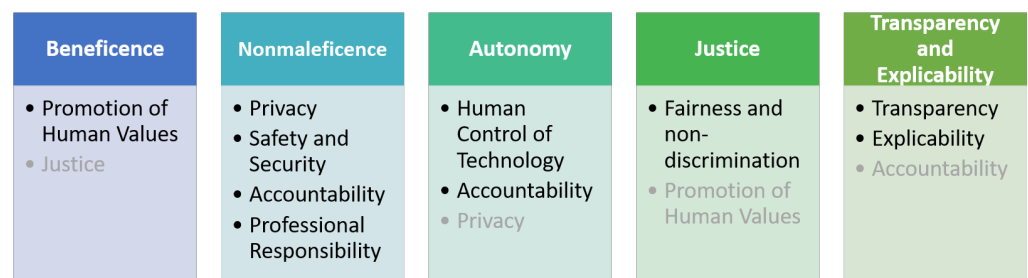 Beneficence
• Promotion of
Human Values
• Justice
Nonmaleficence
• Privacy
• Safety and
Security
• Accountability
• Professional
Responsibility
Autonomy
• Human
Control of
Technology
• Accountability
• Privacy
Justice
• Fairness and
non-
discrimination
• Promotion of
Human Values
Transparency
and
Explicability
• Transparency
• Explicability
• Accountability